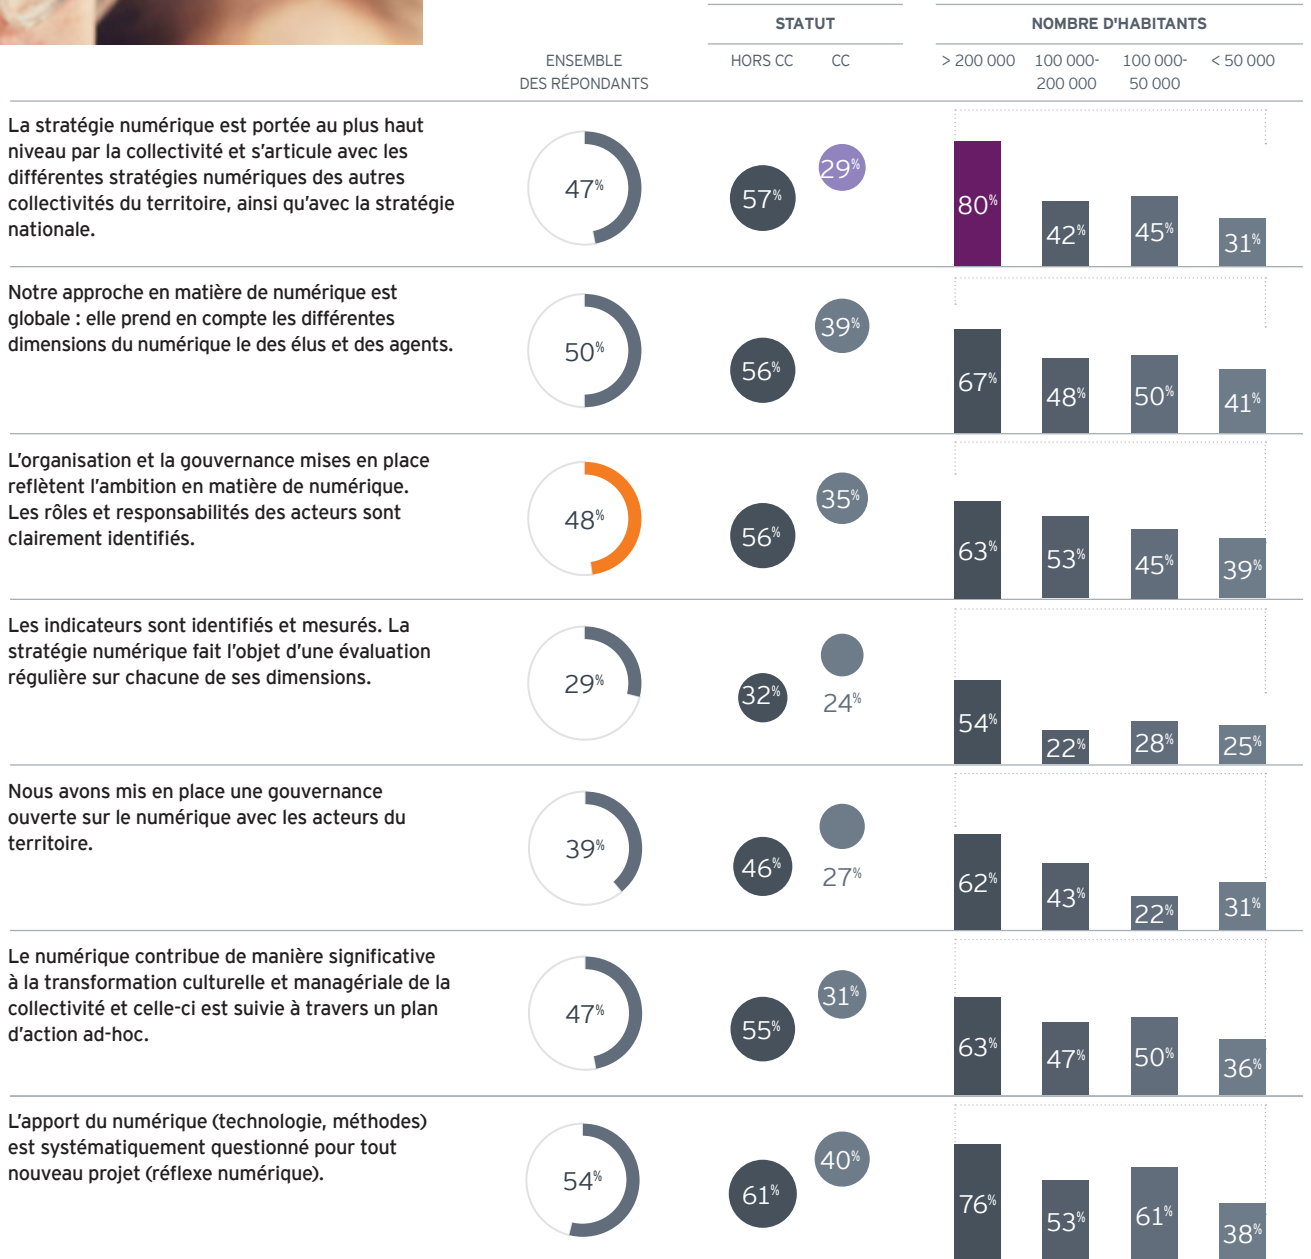 STATUT
NOMBRE D'HABITANTS
ENSEMBLE
DES RÉPONDANTS
HORS CC
CC
> 200 000
100 000-
200 000
100 000-
50 000
< 50 000
La stratégie numérique est portée au plus haut
niveau par la collectivité et s’articule avec les
différentes stratégies numériques des autres
collectivités du territoire, ainsi qu’avec la stratégie
nationale.
47%
57%
29%
80%
42%
45%
31%
Notre approche en matière de numérique est
globale : elle prend en compte les différentes
dimensions du numérique le des élus et des agents.
50%
56%
39%
67%
48%
50%
41%
L’organisation et la gouvernance mises en place
reflètent l’ambition en matière de numérique.
Les rôles et responsabilités des acteurs sont
clairement identifiés.
48%
56%
35%
63%
53%
45%
39%
Les indicateurs sont identifiés et mesurés. La
stratégie numérique fait l’objet d’une évaluation
régulière sur chacune de ses dimensions.
29%
32%
24%
54%
22%
28%
25%
Nous avons mis en place une gouvernance
ouverte sur le numérique avec les acteurs du
territoire.
39%
46%
27%
62%
43%
22%
31%
Le numérique contribue de manière significative
à la transformation culturelle et managériale de la
collectivité et celle-ci est suivie à travers un plan
d’action ad-hoc.
47%
55%
31%
63%
47%
50%
36%
L’apport du numérique (technologie, méthodes)
est systématiquement questionné pour tout
nouveau projet (réflexe numérique).
54%
61%
40%
76%
53%
61%
38%